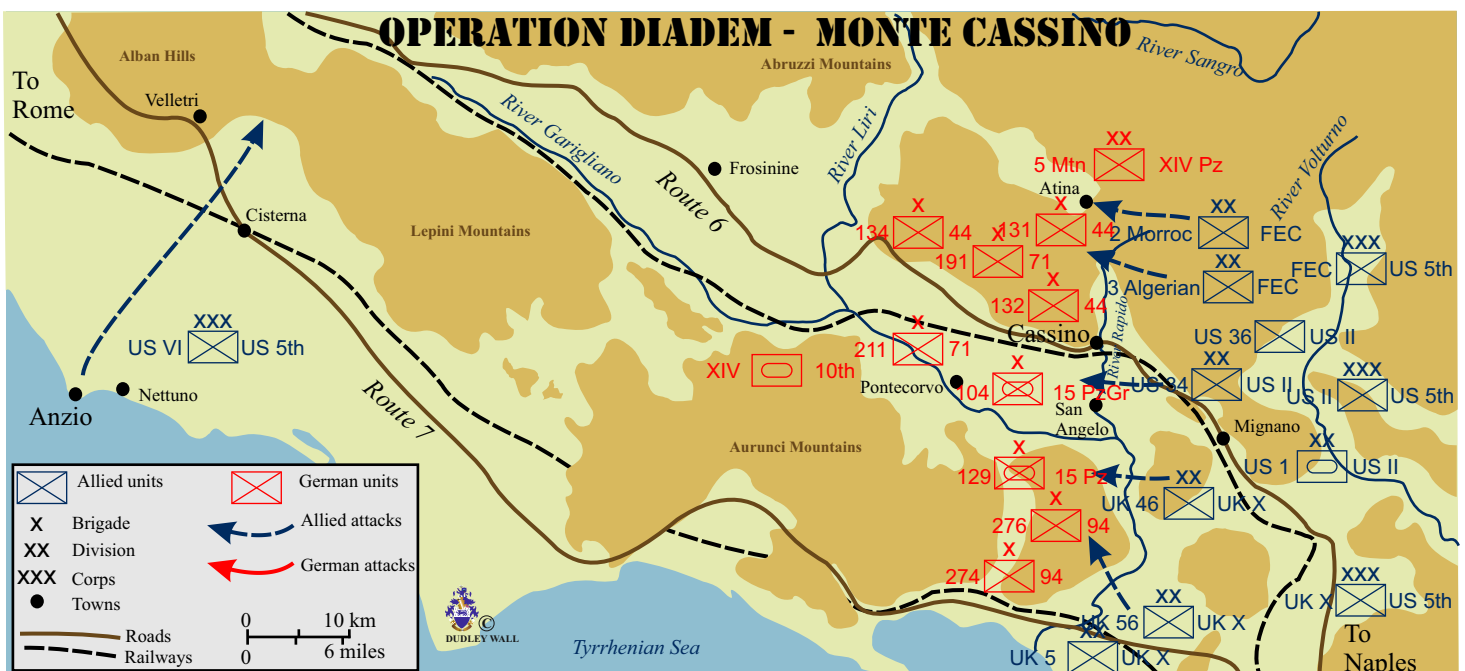 OPERATION DIADEM - MONTE CASSINO
Alban Hills
Abruzzi Mountains
River Sangro
To
Rome
Velletri
River Garigliano
River Liri
River Volturno
Frosinine
Route 6
XX
5 Mtn XIV Pz
Atina
Cisterna
Lepini Mountains
X
134 44
X
131 44
X
191 71
X
132 44
XX
2 Morroc FEC
XX
3 Algerian FEC
XXX
FEC US 5th
XXX
US VI US 5th
Cassino
River Rapido
US 36 US II
X
211 71
XIV 10th
Pontecorvo
X
104 15 PzGr
XX
US 34 US II
XXX
US II US 5th
San
Angelo
Anzio
Nettuno
Route 7
Mignano
Aurunci Mountains
XX
US 1 US II
X
129 15 Pz
XX
UK 46 UK X
X
276 94
X
274 94
XX
UK 56 UK X
XXX
UK X US 5th
XX
UK 5 UK X
To
Naples
Tyrrhenian Sea
Allied units
German units
X Brigade
Allied attacks
XX Division
XXX Corps
German attacks
Towns
Roads
Railways
0 10 km
0 6 miles
©
DUDLEY WALL